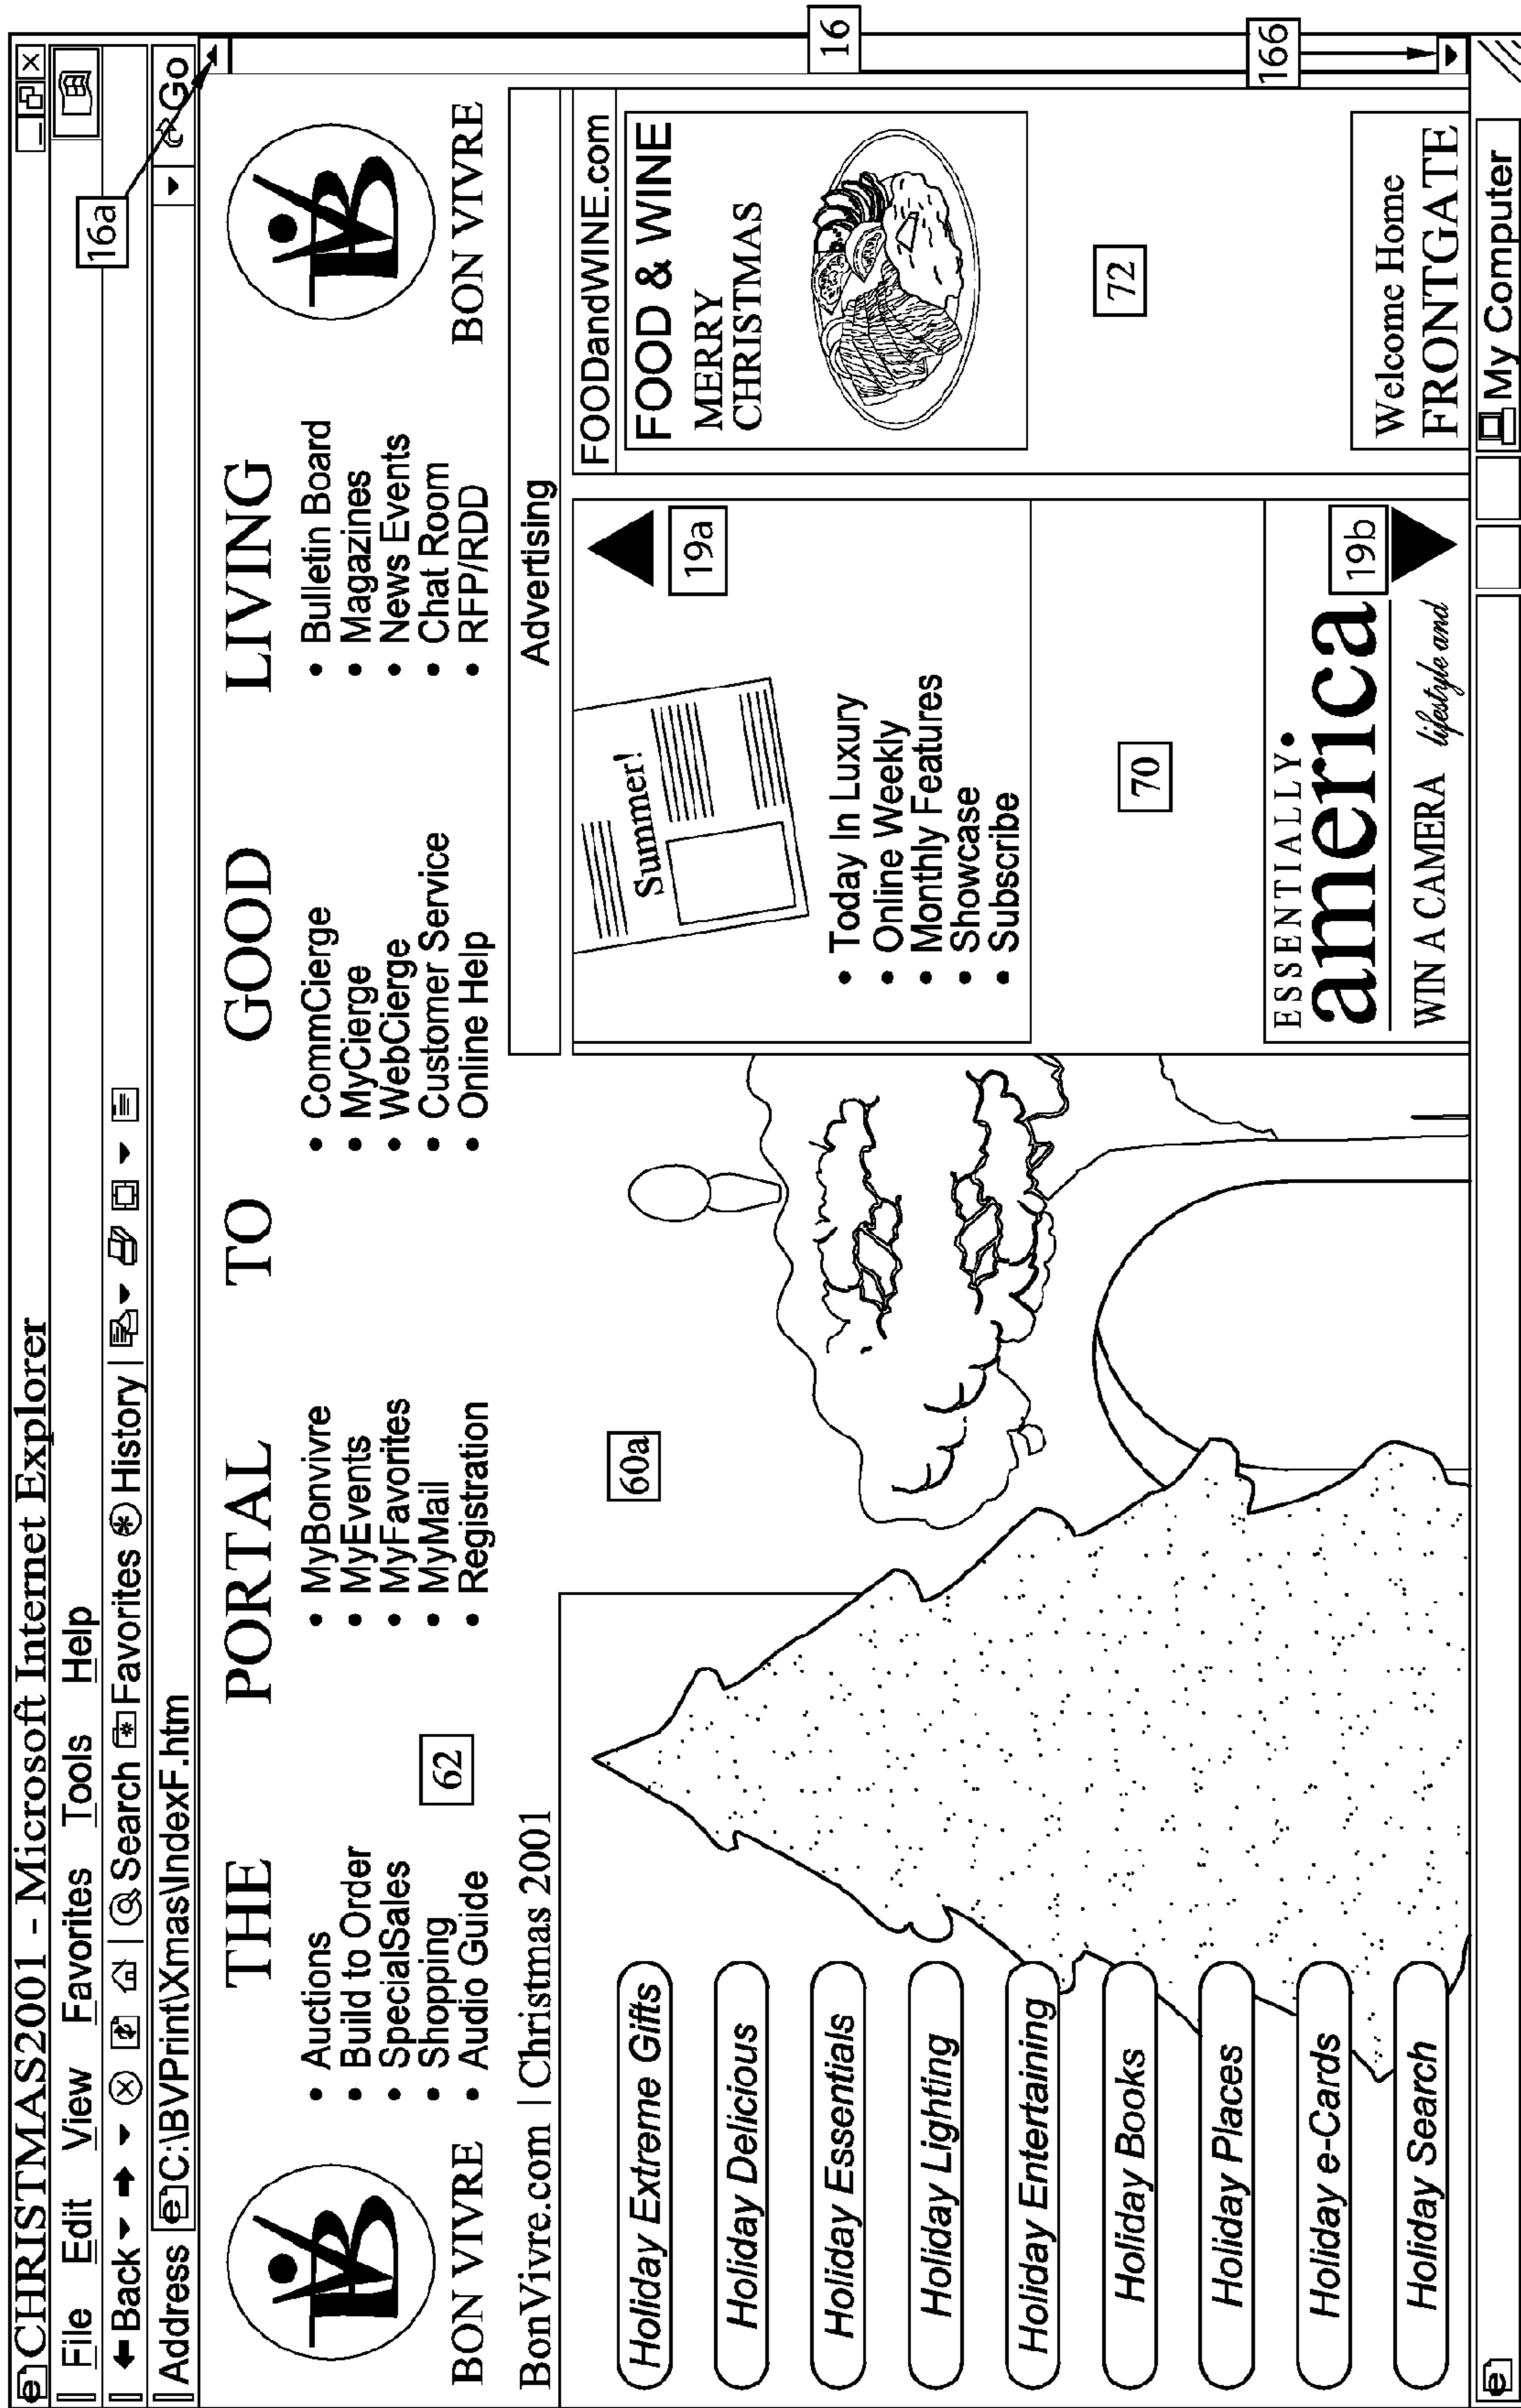 CHRISTMAS2001 - Microsoft Internet Explorer
File Edit View Favorites Tools Help
Back Search Favorites History
16a
Address C:\BVPrint\Xmas\IndexF.htm Go
THE PORTAL TO GOOD LIVING
BON VIVRE
• Auctions
• Build to Order
• SpecialSales
• Shopping
• Audio Guide
62
• MyBonvivre
• MyEvents
• MyFavorites
• MyMail
• Registration
• CommCierge
• MyCierge
• WebCierge
• Customer Service
• Online Help
• Bulletin Board
• Magazines
• News Events
• Chat Room
• RFP/RDD
BON VIVRE
BonVivre.com | Christmas 2001
Advertising
Holiday Extreme Gifts
Holiday Delicious
Holiday Essentials
Holiday Lighting
Holiday Entertaining
Holiday Books
Holiday Places
Holiday e-Cards
Holiday Search
60a
Summer!
19a
• Today In Luxury
• Online Weekly
• Monthly Features
• Showcase
• Subscribe
70
ESSENTIALLY•
america
19b
WIN A CAMERA lifestyle and
FOODandWINE.com
FOOD & WINE
MERRY
CHRISTMAS
72
Welcome Home
FRONTGATE
16
166
My Computer